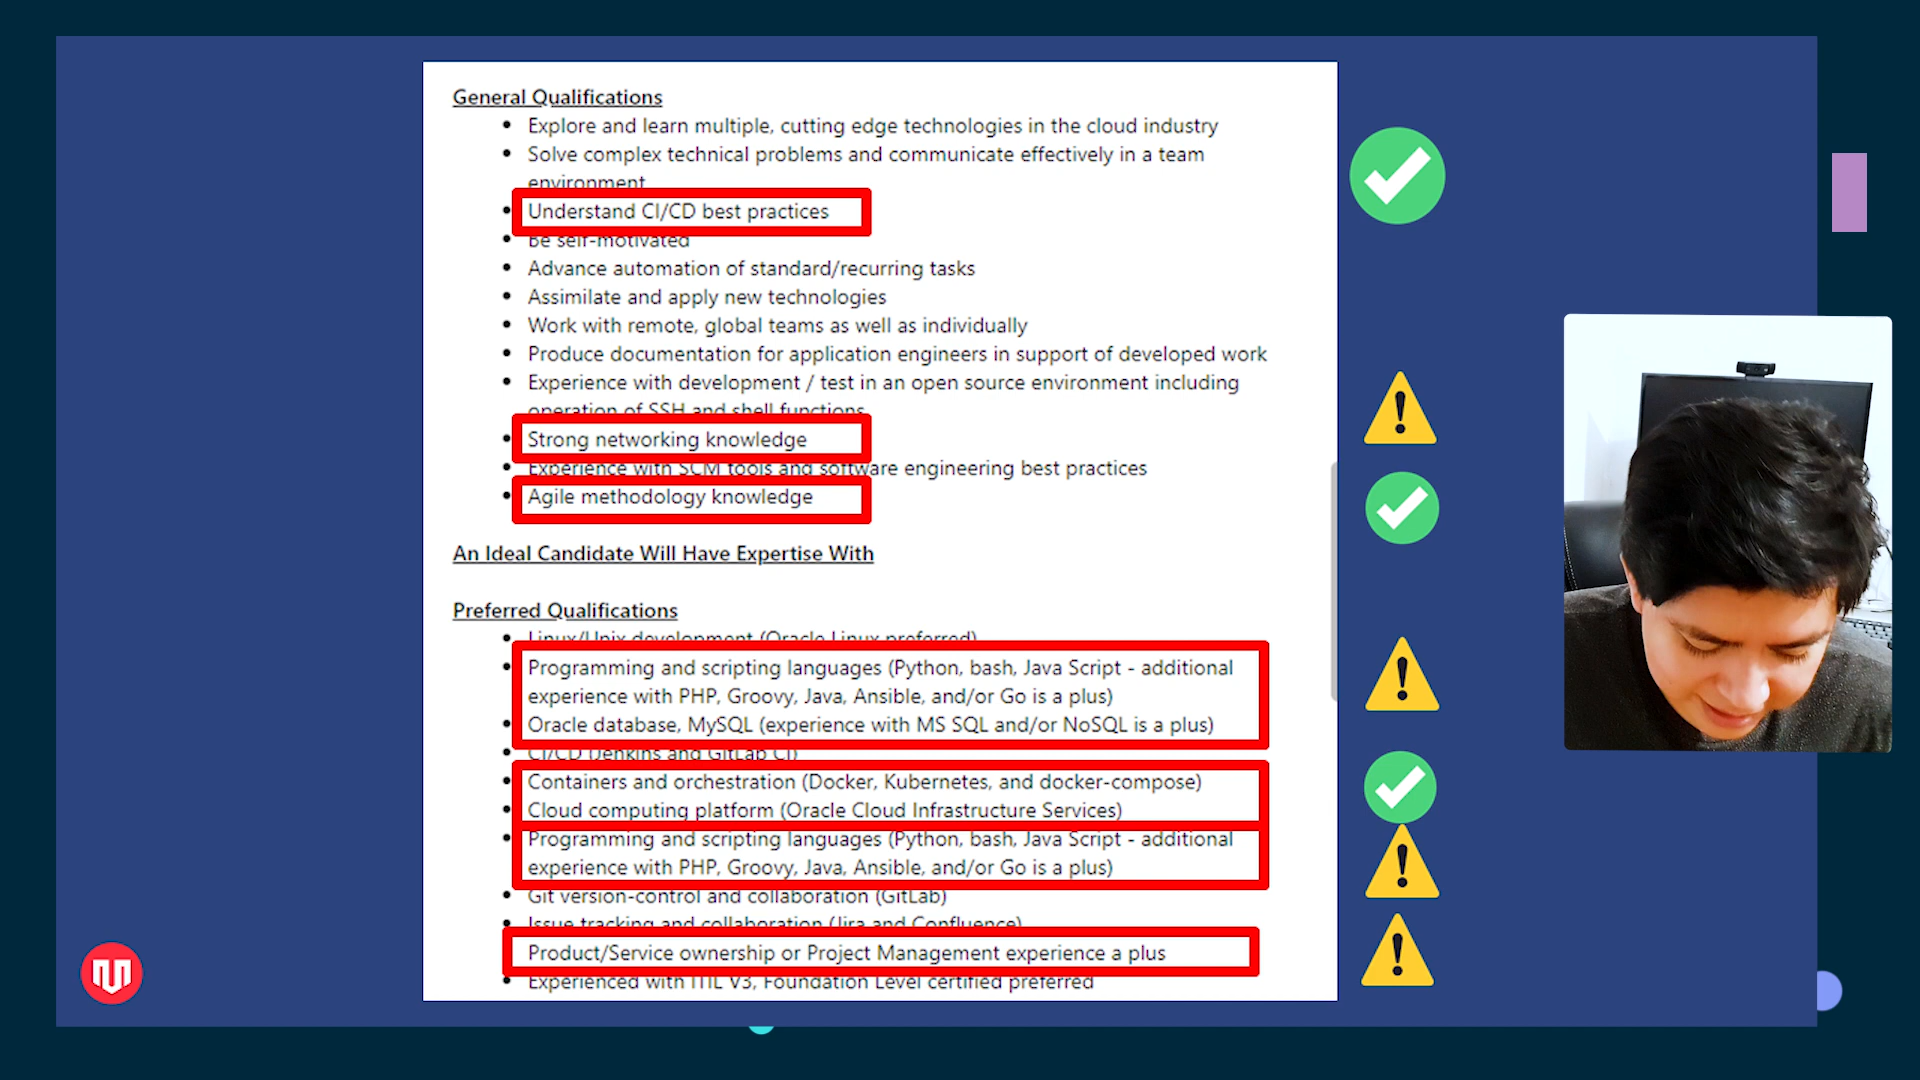 General Qualifications
• Explore and learn multiple, cutting edge technologies in the cloud industry
• Solve complex technical problems and communicate effectively in a team
environment
• Understand CI/CD best practices
• Be self-motivated
• Advance automation of standard/recurring tasks
• Assimilate and apply new technologies
• Work with remote, global teams as well as individually
• Produce documentation for application engineers in support of developed work
• Experience with development / test in an open source environment including
operation of SSH and shell functions
• Strong networking knowledge
• Experience with SCM tools and software engineering best practices
• Agile methodology knowledge
An Ideal Candidate Will Have Expertise With
Preferred Qualifications
• Linux/Unix development (Oracle Linux preferred)
• Programming and scripting languages (Python, bash, Java Script - additional
experience with PHP, Groovy, Java, Ansible, and/or Go is a plus)
• Oracle database, MySQL (experience with MS SQL and/or NoSQL is a plus)
• CI/CD (Jenkins and GitLab CI)
• Containers and orchestration (Docker, Kubernetes, and docker-compose)
• Cloud computing platform (Oracle Cloud Infrastructure Services)
• Programming and scripting languages (Python, bash, Java Script - additional
experience with PHP, Groovy, Java, Ansible, and/or Go is a plus)
• Git version-control and collaboration (GitLab)
• Issue tracking and collaboration (Jira and Confluence)
Product/Service ownership or Project Management experience a plus
• Experienced with ITIL V3, Foundation Level certified preferred